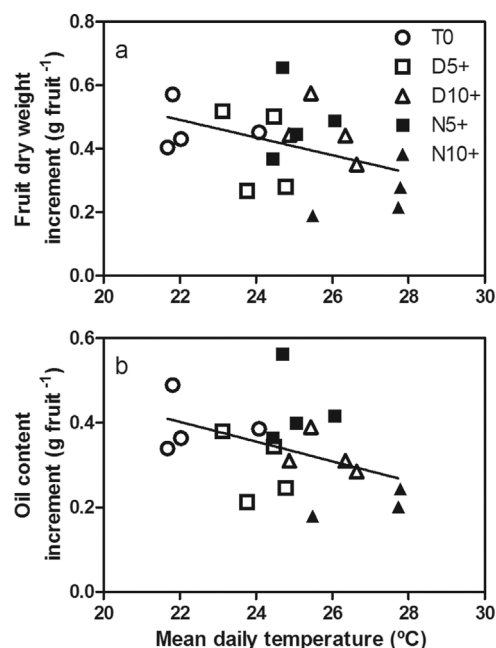 a
T0
D5+
D10+
N5+
N10+
Fruit dry weight
increment (g fruit⁻¹)
0.8
0.6
0.4
0.2
0.0
20 22 24 26 28 30
b
Oil content
increment (g fruit⁻¹)
0.6
0.4
0.2
0.0
20 22 24 26 28 30
Mean daily temperature (ºC)